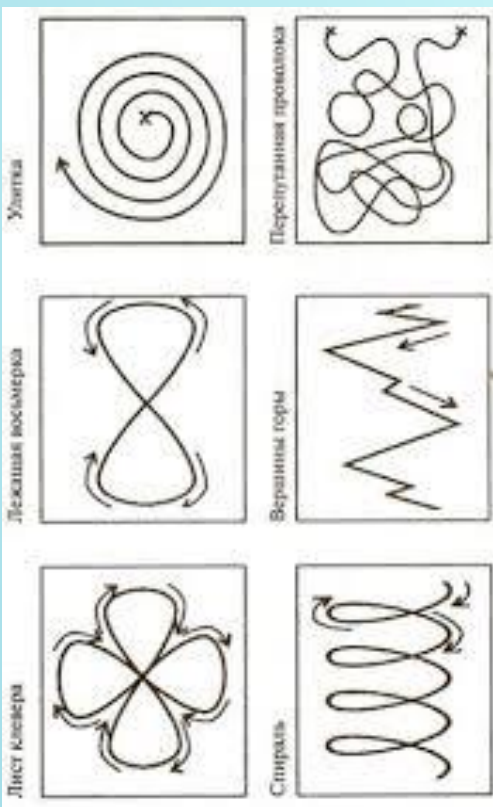 Лист клевера
Лежащая восьмерка
Улитка
Спираль
Вершины горы
Перепутанная проволока